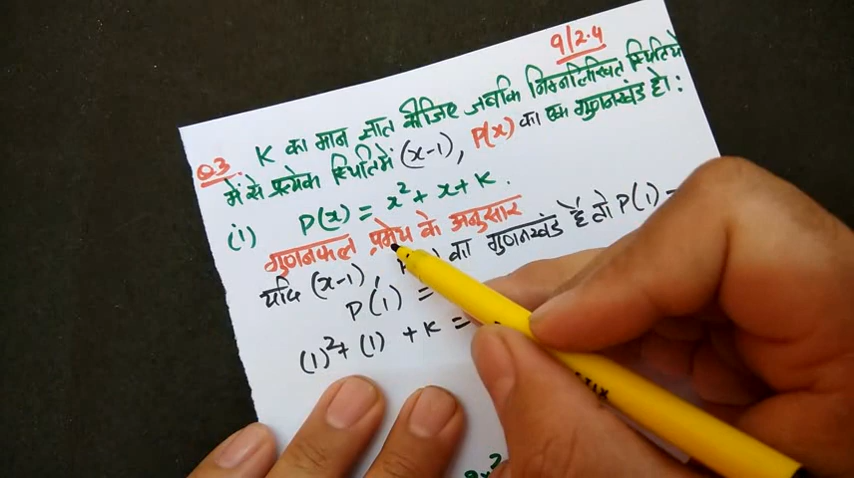 9/2.4
Q3 K का मान ज्ञात कीजिए जबकि निम्नलिखित स्थितियो
में से प्रत्येक स्थिति में (x-1), P(x) का एक गुणनखंड हो:
(i) P(x) = x² + x + K.
गुणनफल प्रमेय के अनुसार
यदि (x-1), का गुणनखंड है तो P(1) =
P(1) =
(1)² + (1) + K =